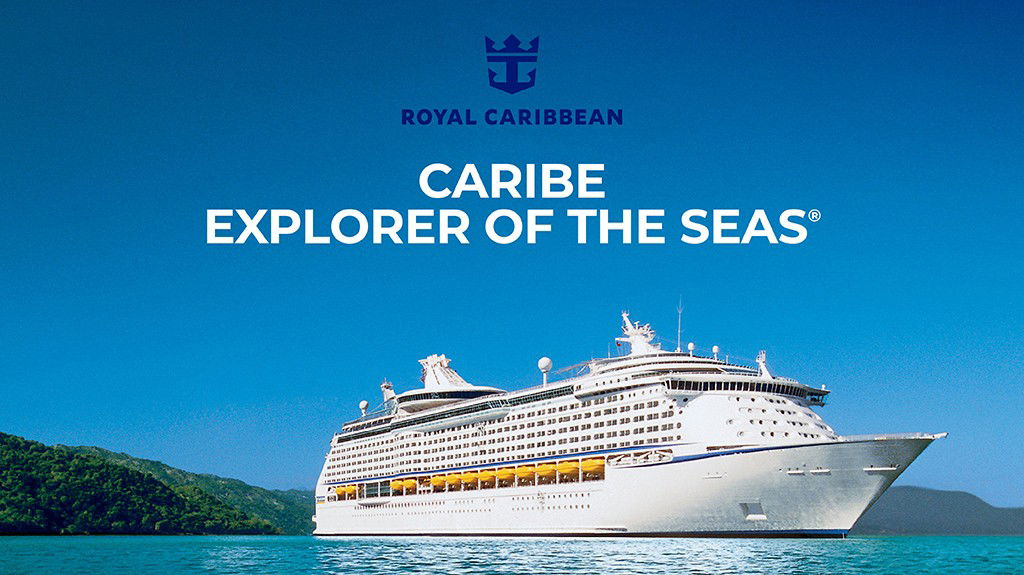 ROYAL CARIBBEAN
CARIBE
EXPLORER OF THE SEAS®